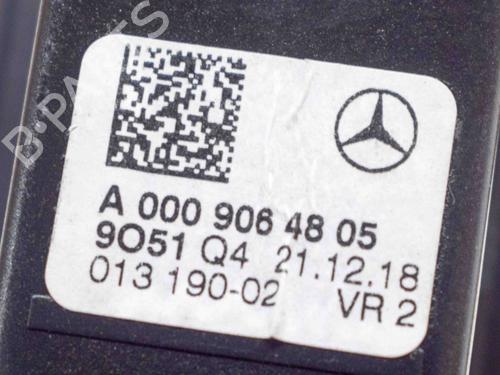 B·PARTS
A 000 906 48 05
9O51 Q4 21.12.18
013 190-02 VR 2